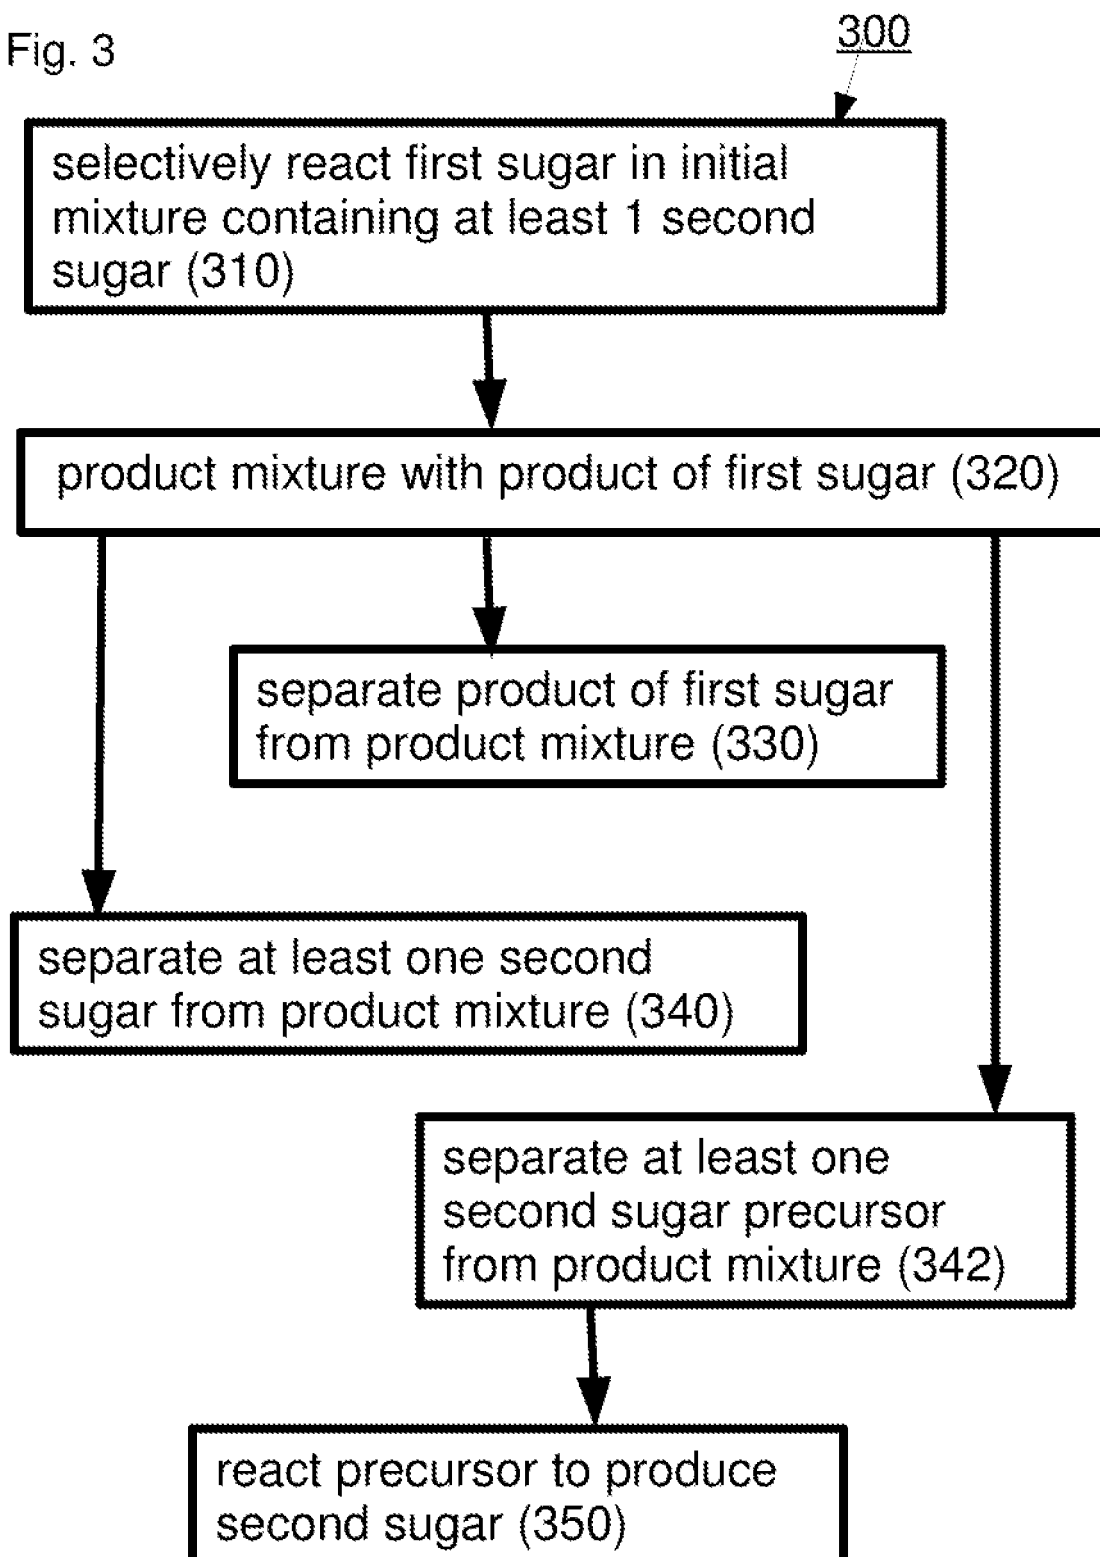 Fig. 3
300
selectively react first sugar in initial
mixture containing at least 1 second
sugar (310)
product mixture with product of first sugar (320)
separate product of first sugar
from product mixture (330)
separate at least one second
sugar from product mixture (340)
separate at least one
second sugar precursor
from product mixture (342)
react precursor to produce
second sugar (350)